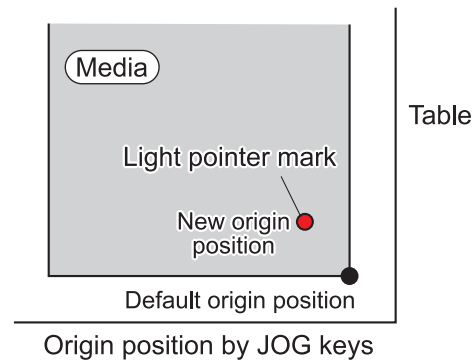 Media
Table
Light pointer mark
New origin
position
Default origin position
Origin position by JOG keys